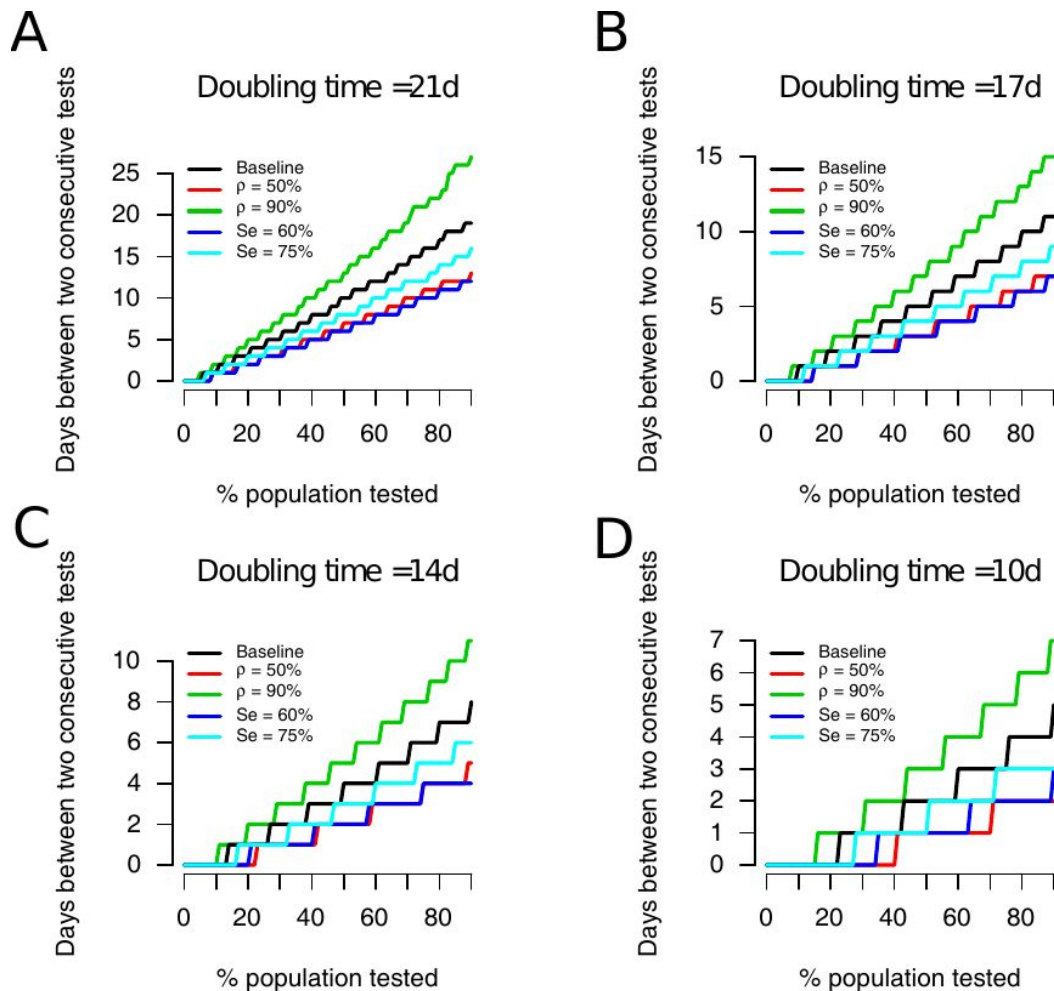 A
Doubling time =21d
Days between two consecutive tests
25
20
15
10
5
0
Baseline
ρ = 50%
ρ = 90%
Se = 60%
Se = 75%
0 20 40 60 80
% population tested
B
Doubling time =17d
Days between two consecutive tests
15
10
5
0
Baseline
ρ = 50%
ρ = 90%
Se = 60%
Se = 75%
0 20 40 60 80
% population tested
C
Doubling time =14d
Days between two consecutive tests
10
8
6
4
2
0
Baseline
ρ = 50%
ρ = 90%
Se = 60%
Se = 75%
0 20 40 60 80
% population tested
D
Doubling time =10d
Days between two consecutive tests
7
6
5
4
3
2
1
0
Baseline
ρ = 50%
ρ = 90%
Se = 60%
Se = 75%
0 20 40 60 80
% population tested